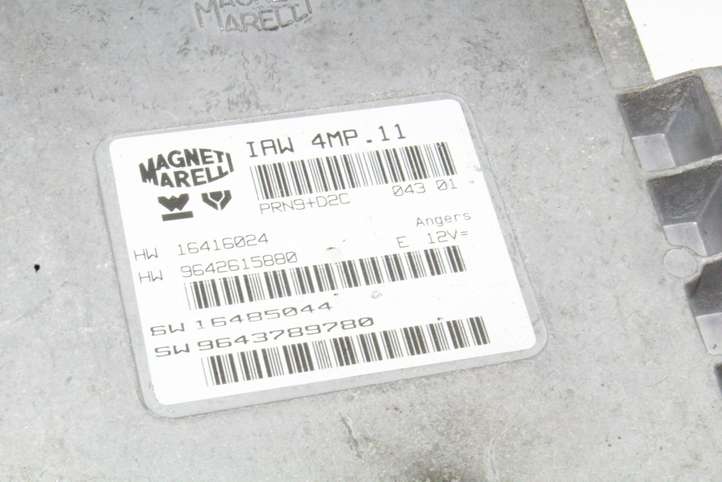 MAGNETI
MARELLI
MAGNETI
MARELLI
IAW 4MP.11
PRN9+D2C 043 01
Angers
HW 16416024 E 12V=
HW 9642615880
SW 16485044
SW 9643789780